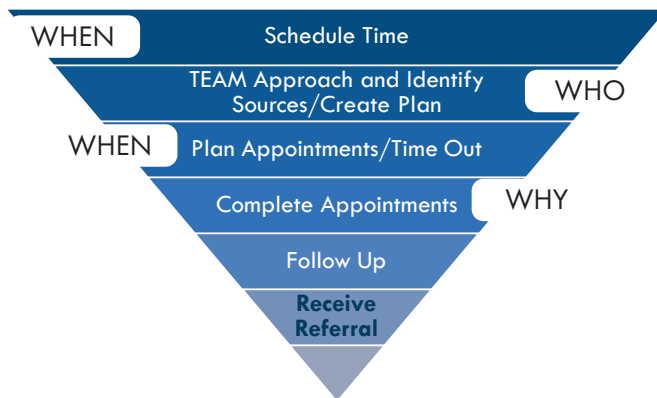 WHEN
Schedule Time
TEAM Approach and Identify
Sources/Create Plan
WHO
WHEN
Plan Appointments/Time Out
Complete Appointments
WHY
Follow Up
Receive
Referral